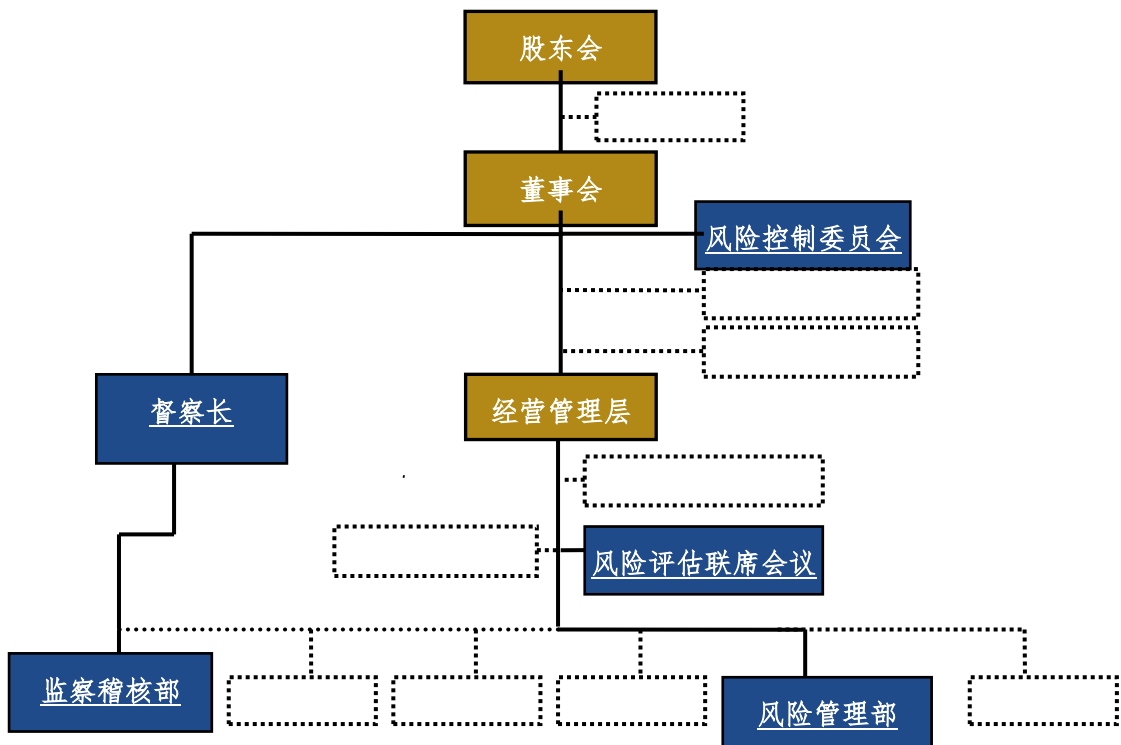 股东会
董事会
风险控制委员会
督察长
经营管理层
风险评估联席会议
监察稽核部
风险管理部